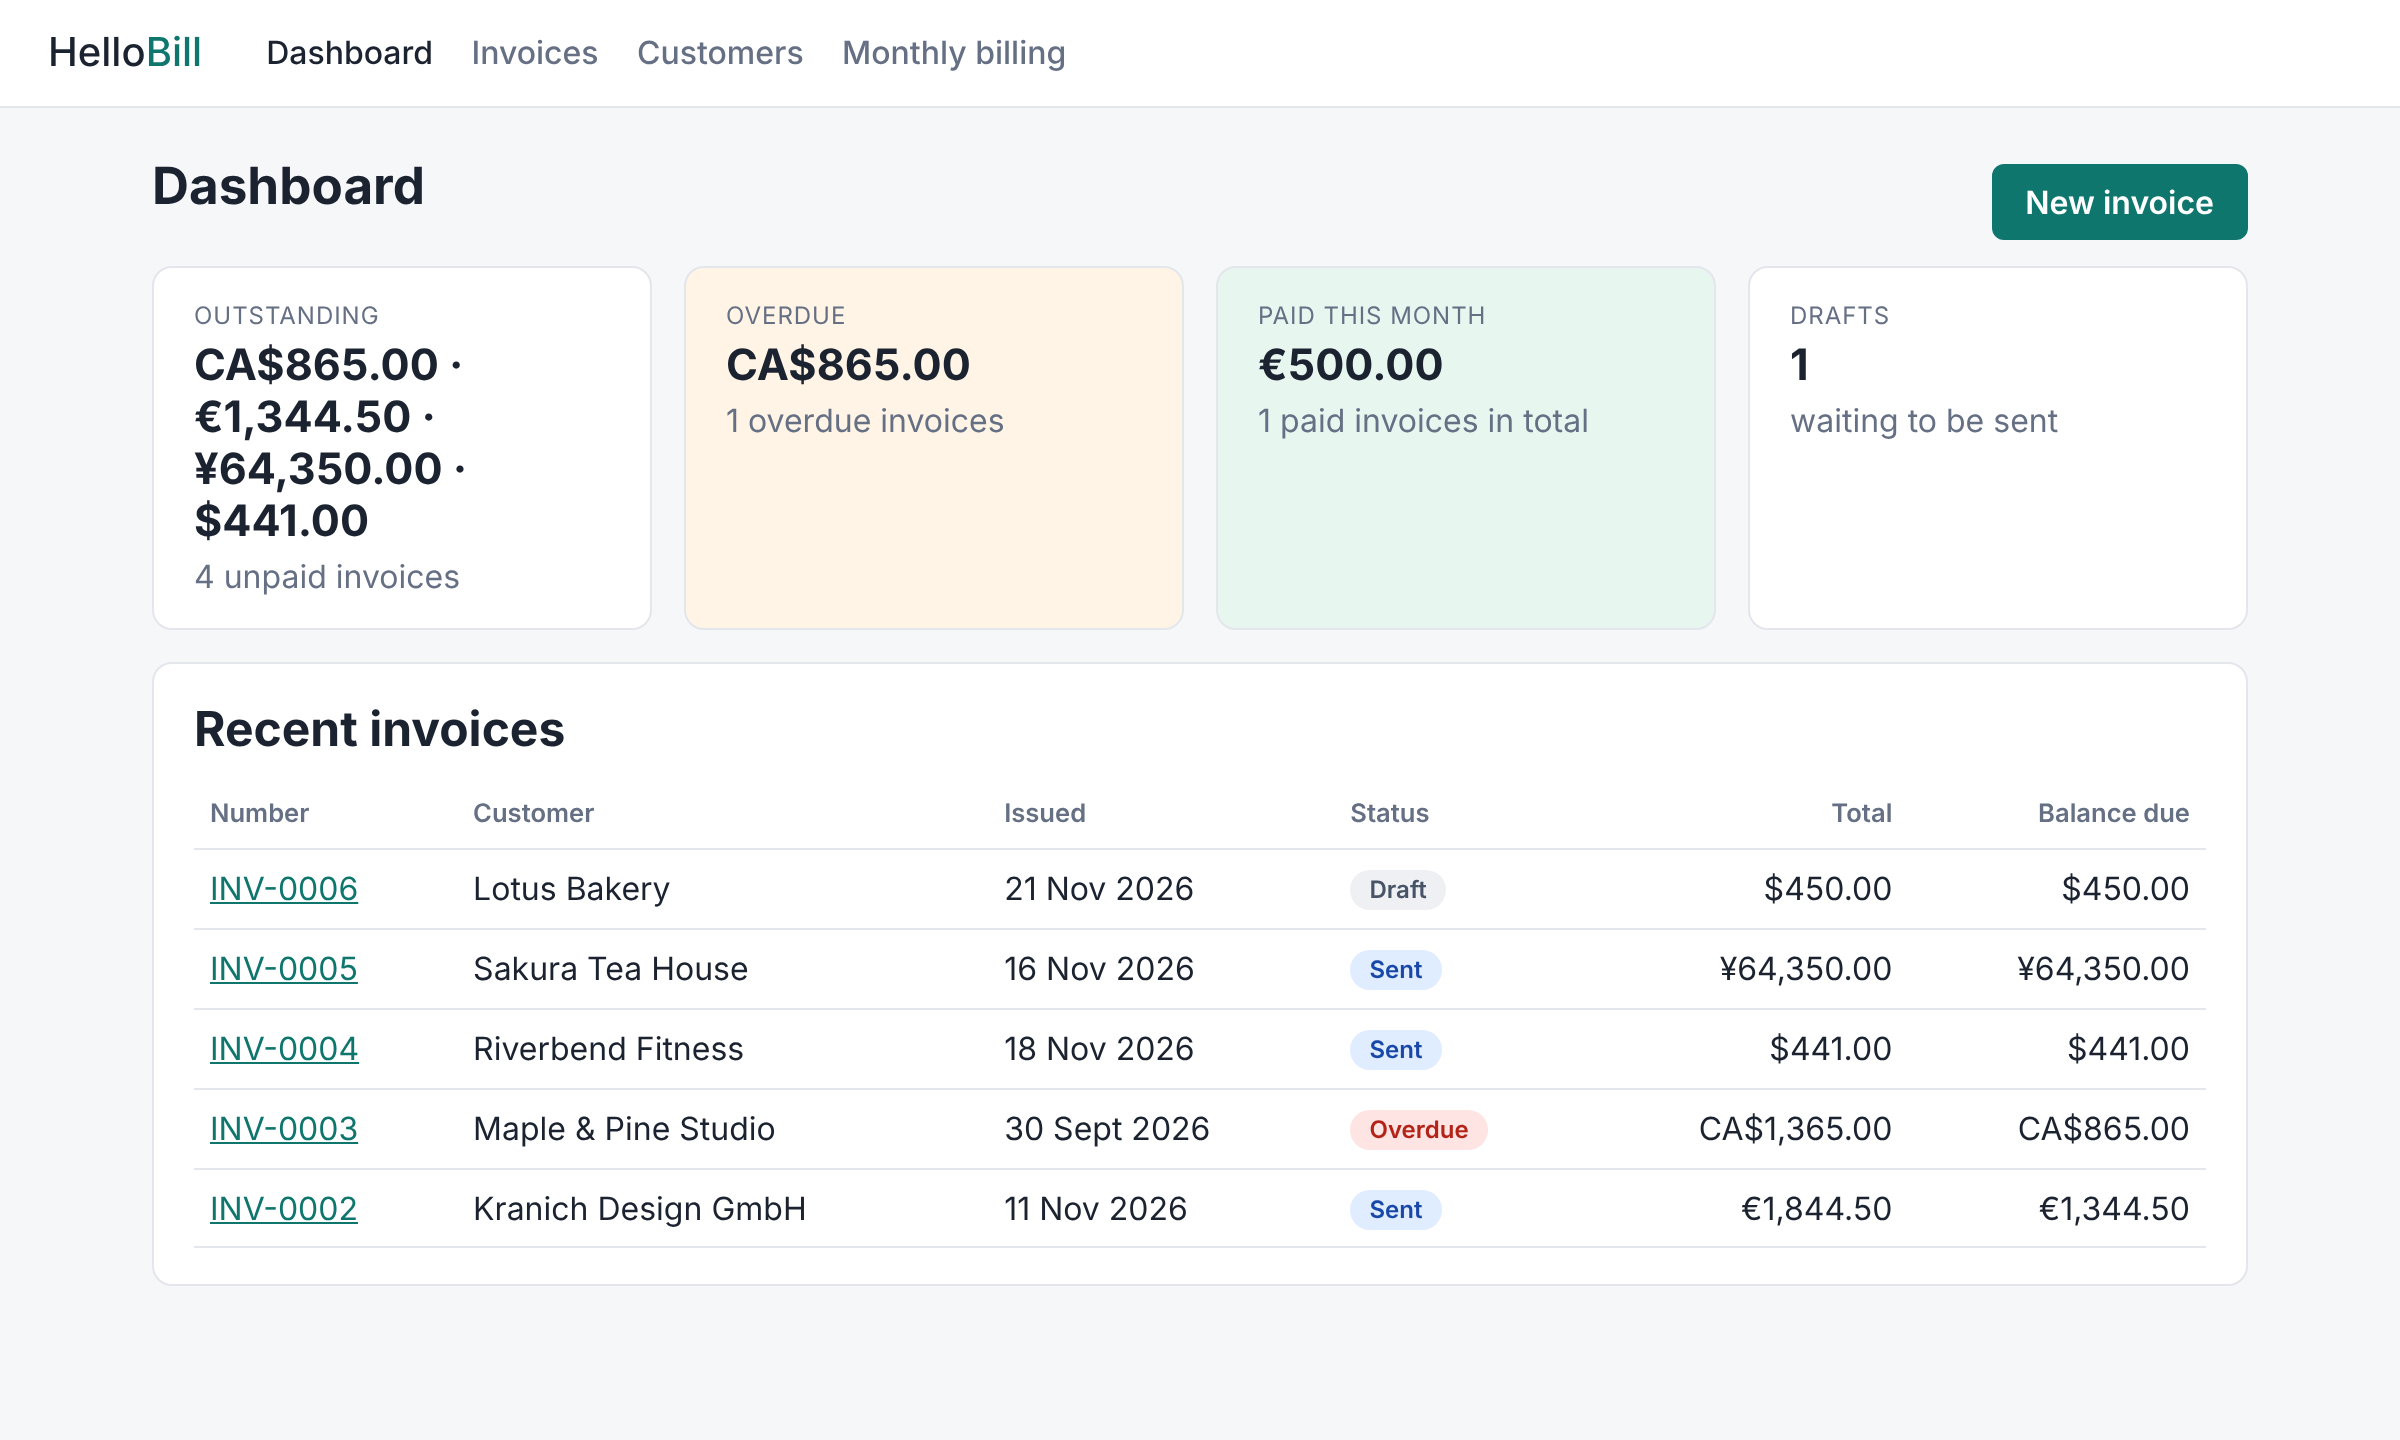 HelloBill Dashboard Invoices Customers Monthly billing
Dashboard
New invoice
OUTSTANDING
CA$865.00 ·
€1,344.50 ·
¥64,350.00 ·
$441.00
4 unpaid invoices
OVERDUE
CA$865.00
1 overdue invoices
PAID THIS MONTH
€500.00
1 paid invoices in total
DRAFTS
1
waiting to be sent
Recent invoices
Number Customer Issued Status Total Balance due
INV-0006 Lotus Bakery 21 Nov 2026 Draft $450.00 $450.00
INV-0005 Sakura Tea House 16 Nov 2026 Sent ¥64,350.00 ¥64,350.00
INV-0004 Riverbend Fitness 18 Nov 2026 Sent $441.00 $441.00
INV-0003 Maple & Pine Studio 30 Sept 2026 Overdue CA$1,365.00 CA$865.00
INV-0002 Kranich Design GmbH 11 Nov 2026 Sent €1,844.50 €1,344.50